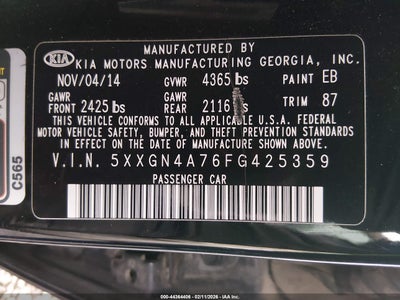 MANUFACTURED BY
KIA KIA MOTORS MANUFACTURING GEORGIA, INC.
NOV/04/14 GVWR 4365 lbs PAINT EB
GAWR FRONT 2425 lbs GAWR REAR 2116 lbs TRIM 87
THIS VEHICLE CONFORMS TO ALL APPLICABLE U.S.A. FEDERAL
MOTOR VEHICLE SAFETY, BUMPER, AND THEFT PREVENTION
STANDARDS IN EFFECT ON THE DATE OF MANUFACTURE SHOWN ABOVE.
V.I.N. 5XXGN4A76FG425359
PASSENGER CAR
C565
000-44364406 - 02/11/2026 - IAA, Inc.